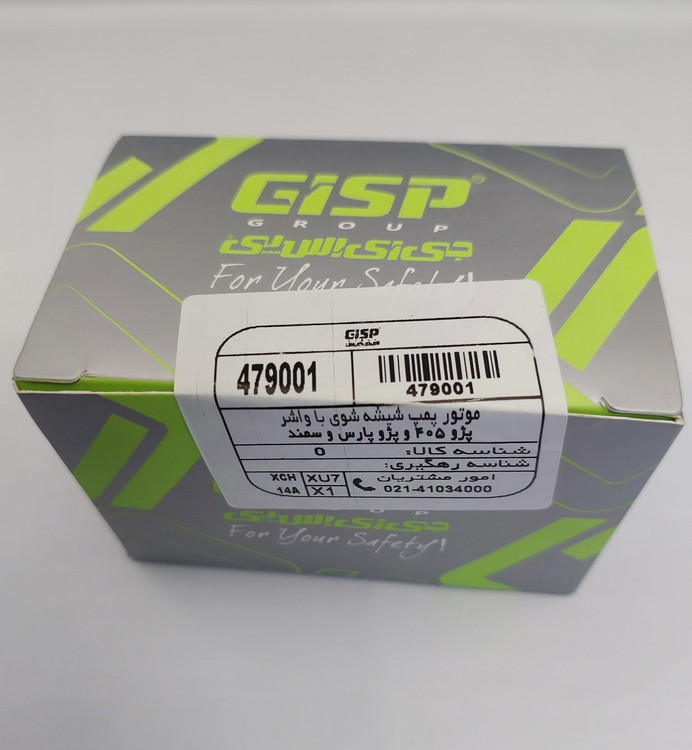 GISP®
GROUP
جی ای اس پی
For Your Safety!
GISP
479001
479001
موتور پمپ شیشه شوی با واشر
پژو ۴۰۵ و پژو پارس و سمند
شناسه کالا: 0
شناسه رهگیری:
XCH XU7 امور مشتریان
14A X1 021-41034000
جی ای اس پی
For Your Safety!